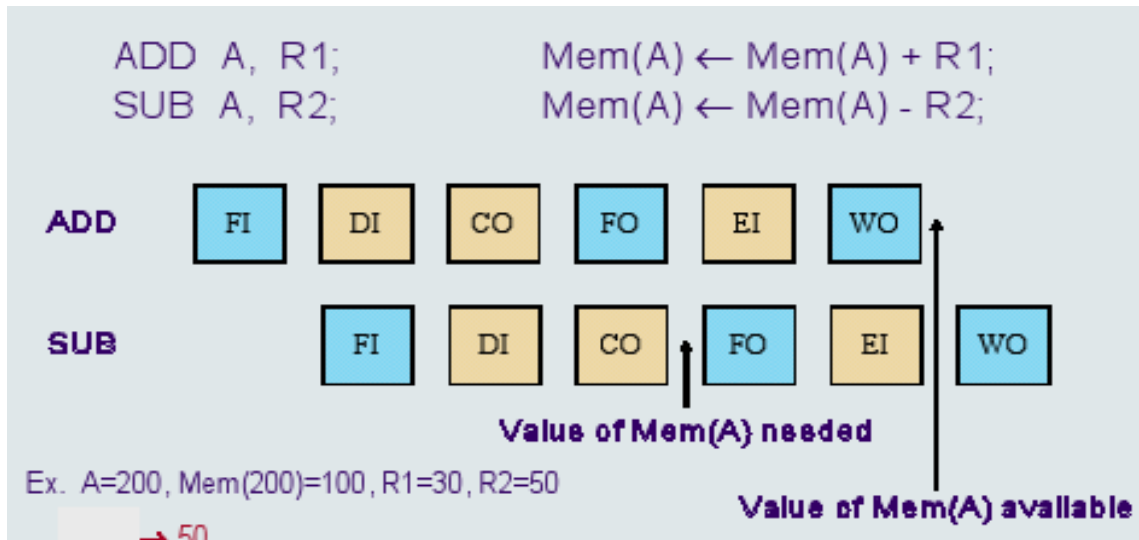 ADD A, R1; Mem(A) ← Mem(A) + R1;
SUB A, R2; Mem(A) ← Mem(A) - R2;
ADD FI DI CO FO EI WO
SUB FI DI CO FO EI WO
Value of Mem(A) needed
Ex. A=200, Mem(200)=100, R1=30, R2=50
Value of Mem(A) available
→ 50